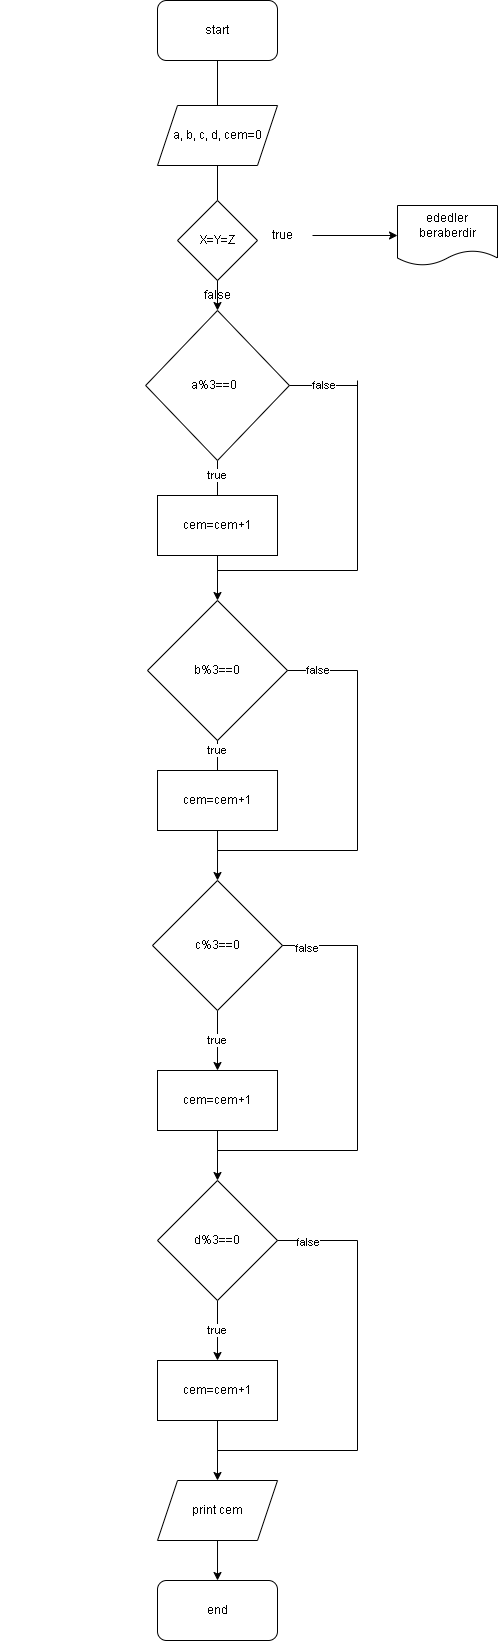 start
a, b, c, d, cem=0
X=Y=Z
true
ededler
beraberdir
false
a%3==0
false
true
cem=cem+1
b%3==0
false
true
cem=cem+1
c%3==0
false
true
cem=cem+1
d%3==0
false
true
cem=cem+1
print cem
end